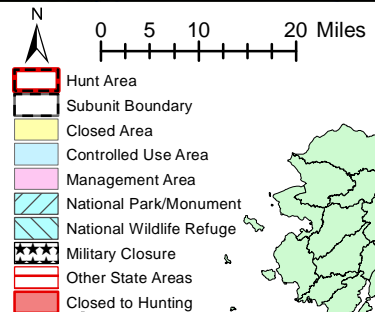 N
0 5 10 20 Miles
Hunt Area
Subunit Boundary
Closed Area
Controlled Use Area
Management Area
National Park/Monument
National Wildlife Refuge
Military Closure
Other State Areas
Closed to Hunting